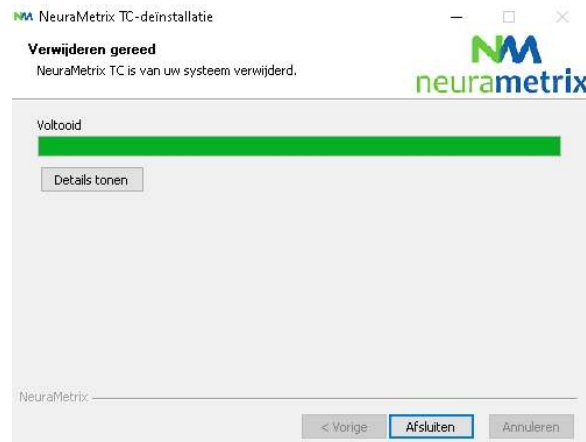 NM NeuraMetrix TC-deïnstallatie
Verwijderen gereed
NeuraMetrix TC is van uw systeem verwijderd.
NM
neurametrix
Voltooid
Details tonen
NeuraMetrix
< Vorige
Afsluiten
Annuleren